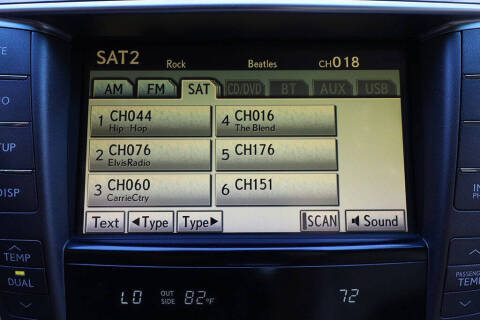 SAT2 Rock Beatles CH018
AM FM SAT CD/DVD BT AUX USB
1 CH044 Hip Hop
4 CH016 The Blend
2 CH076 ElvisRadio
5 CH176
3 CH060 CarrieCtry
6 CH151
Text ◄Type Type► SCAN Sound
DISP
TEMP
DUAL
LO OUT SIDE 82°F 72